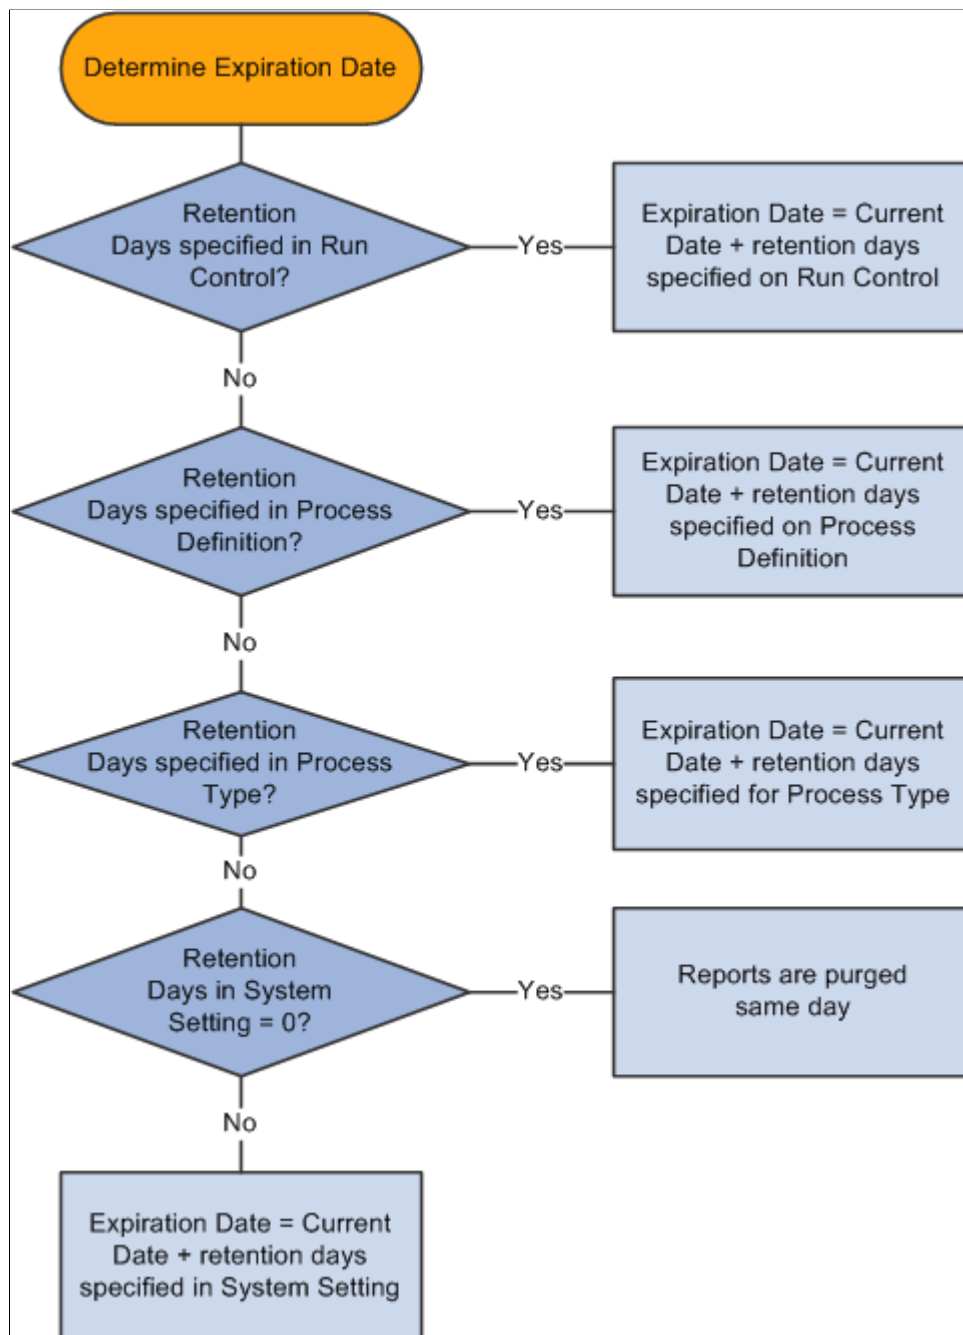 Determine Expiration Date
Retention
Days specified in Run
Control?
Yes
Expiration Date = Current
Date + retention days
specified on Run Control
No
Retention
Days specified in Process
Definition?
Yes
Expiration Date = Current
Date + retention days
specified on Process
Definition
No
Retention
Days specified in Process
Type?
Yes
Expiration Date = Current
Date + retention days
specified for Process Type
No
Retention
Days in System
Setting = 0?
Yes
Reports are purged
same day
No
Expiration Date = Current
Date + retention days
specified in System Setting